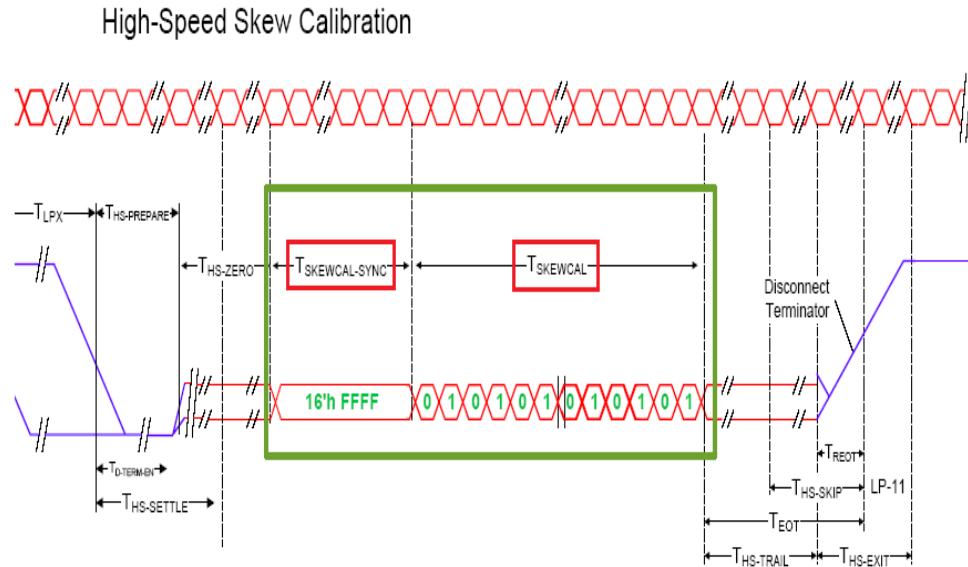 High-Speed Skew Calibration
TLPX
THS-PREPARE
THS-ZERO
TSKEWCAL-SYNC
TSKEWCAL
Disconnect
Terminator
16'h FFFF
0 1 0 1 0 1 0 1 0 1 0 1
TD-TERM-EN
THS-SETTLE
TREOT
THS-SKIP
LP-11
TEOT
THS-TRAIL
THS-EXIT